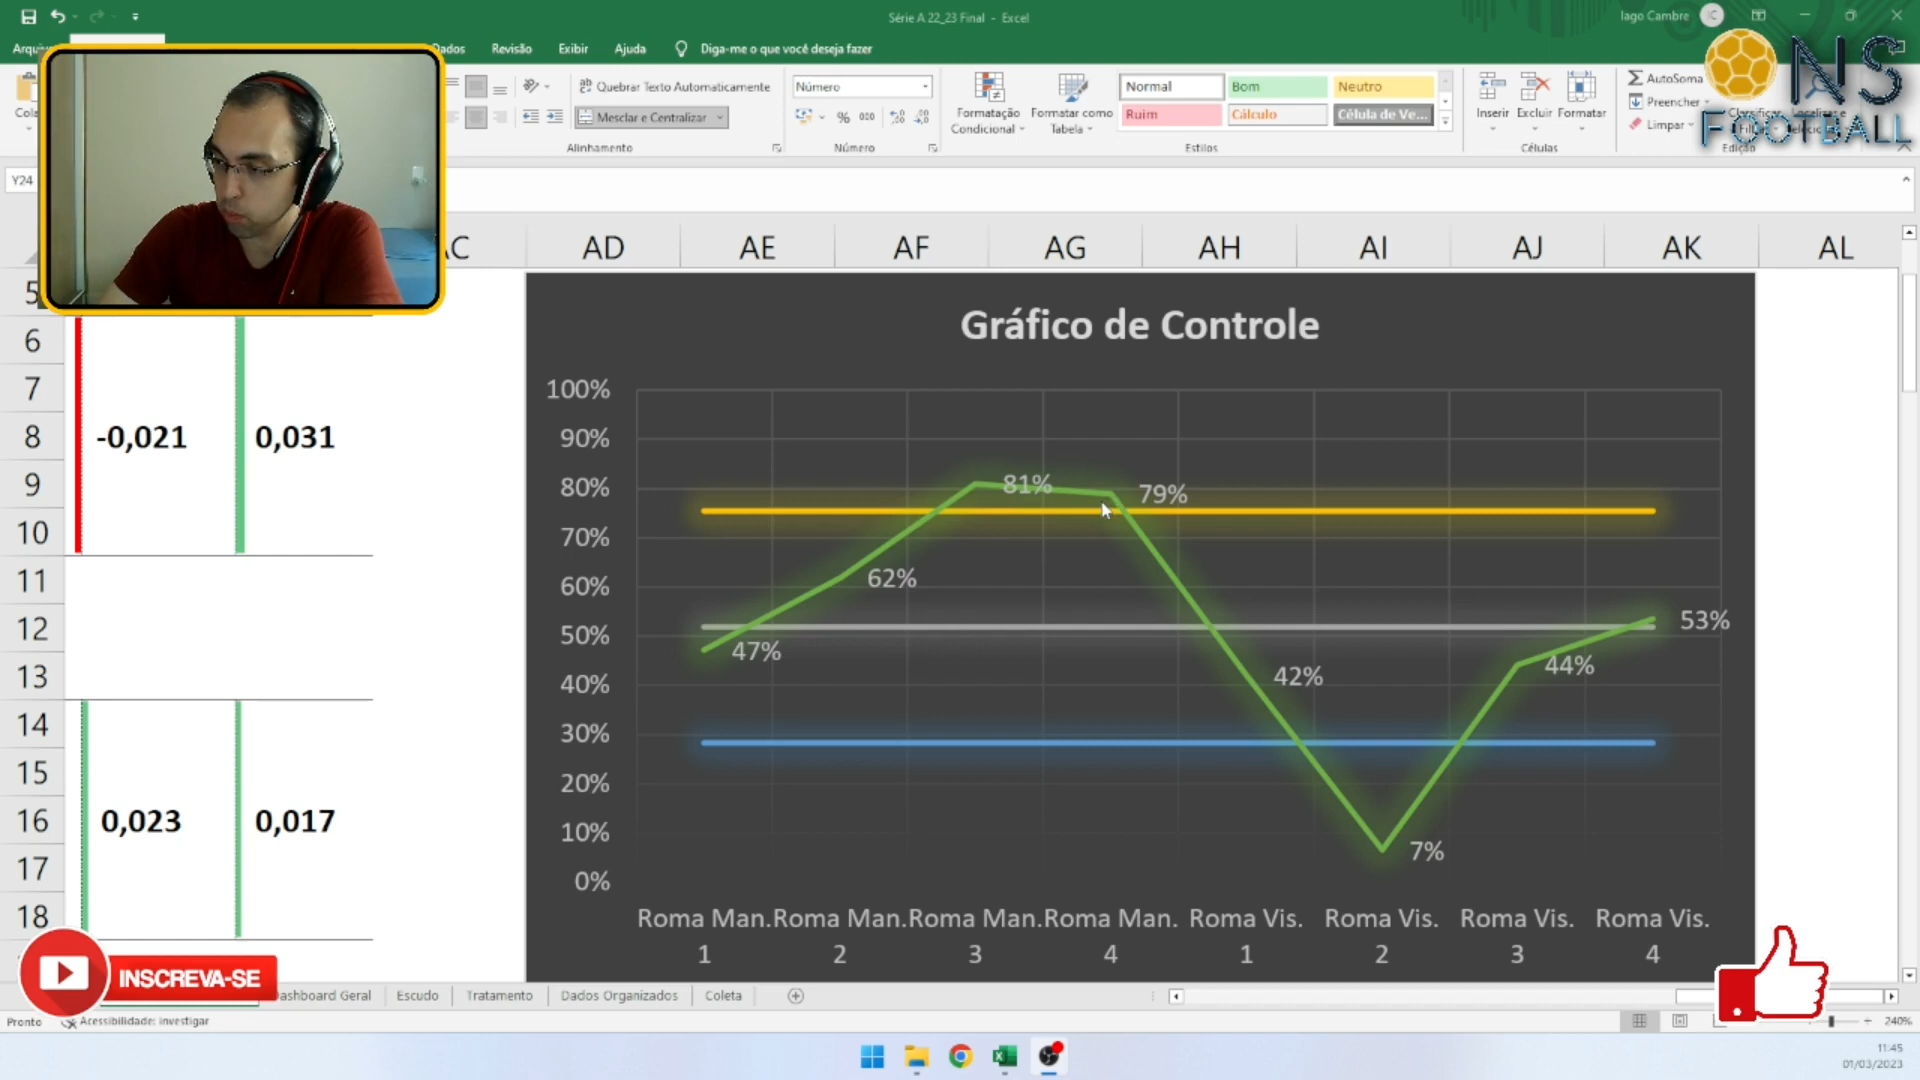 Série A 22_23 Final - Excel
Iago Cambre
IC
Arquivo
Dados
Revisão
Exibir
Ajuda
Diga-me o que você deseja fazer
Quebrar Texto Automaticamente
Mesclar e Centralizar
Alinhamento
Número
% 000
Número
Formatação Condicional
Formatar como Tabela
Normal
Bom
Neutro
Ruim
Cálculo
Célula de Ve...
Estilos
Inserir
Excluir
Formatar
Células
AutoSoma
Preencher
Limpar
Edição
NS
FOOTBALL
Y24
AC
AD
AE
AF
AG
AH
AI
AJ
AK
AL
5
6
7
8
9
10
11
12
13
14
15
16
17
18
-0,021
0,031
0,023
0,017
Gráfico de Controle
100%
90%
80%
70%
60%
50%
40%
30%
20%
10%
0%
47%
62%
81%
79%
42%
7%
44%
53%
Roma Man. 1
Roma Man. 2
Roma Man. 3
Roma Man. 4
Roma Vis. 1
Roma Vis. 2
Roma Vis. 3
Roma Vis. 4
INSCREVA-SE
Dashboard Geral
Escudo
Tratamento
Dados Organizados
Coleta
Pronto
Acessibilidade: investigar
240%
11:45
01/03/2023